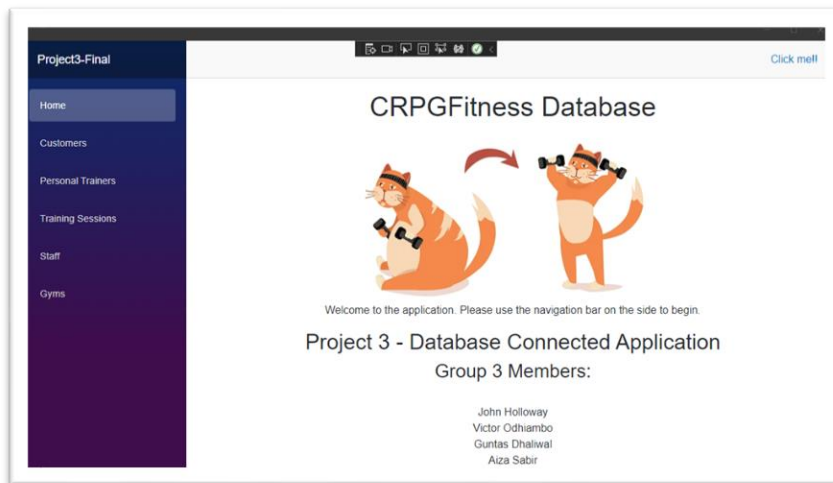 Project3-Final
Click me!!
Home
Customers
Personal Trainers
Training Sessions
Staff
Gyms
CRPGFitness Database
Welcome to the application. Please use the navigation bar on the side to begin.
Project 3 - Database Connected Application
Group 3 Members:
John Holloway
Victor Odhiambo
Guntas Dhaliwal
Aiza Sabir